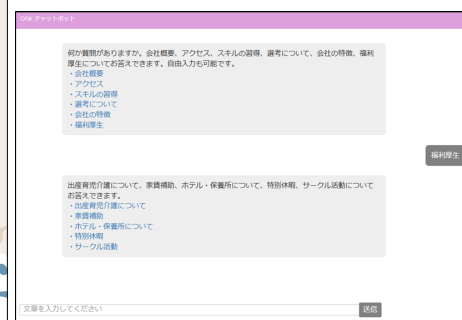 OSK チャットボット
何か質問がありますか。会社概要、アクセス、スキルの習得、選考について、会社の特徴、福利
厚生についてお答えできます。自由入力も可能です。
・会社概要
・アクセス
・スキルの習得
・選考について
・会社の特徴
・福利厚生
福利厚生
出産育児介護について、家賃補助、ホテル・保養所について、特別休暇、サークル活動について
お答えできます。
・出産育児介護について
・家賃補助
・ホテル・保養所について
・特別休暇
・サークル活動
文章を入力してください
送信